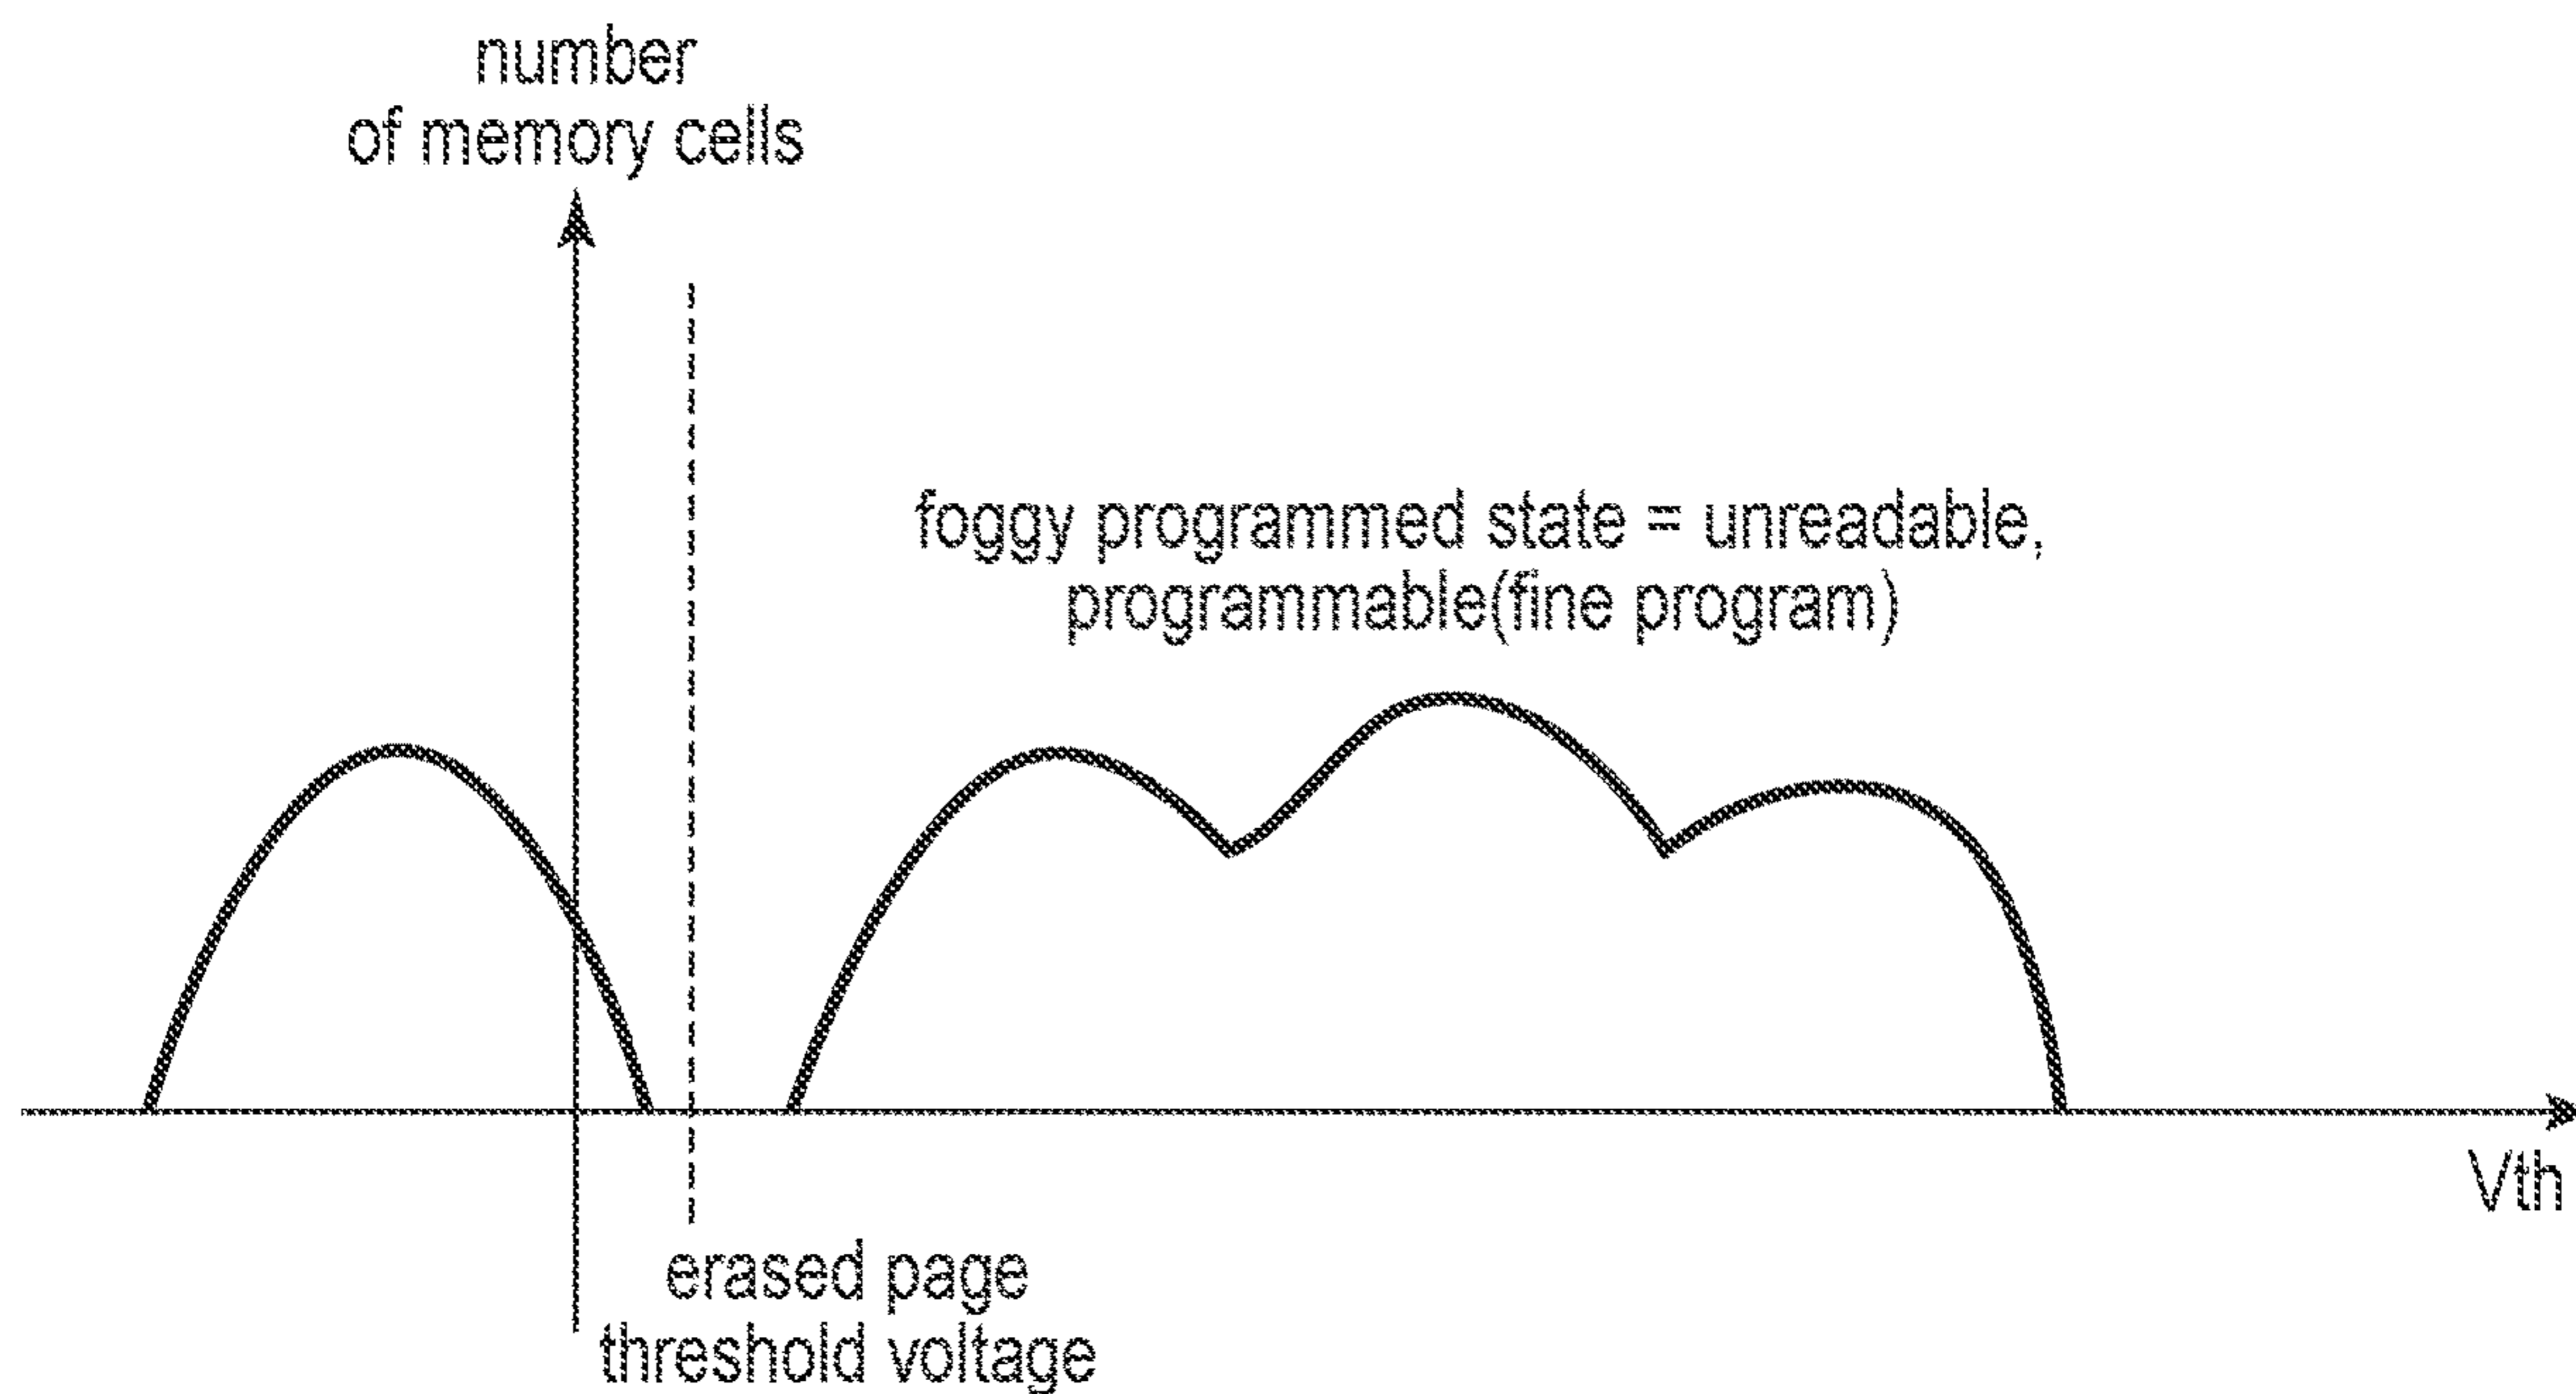 number
of memory cells
foggy programmed state = unreadable,
programmable(fine program)
Vth
erased page
threshold voltage